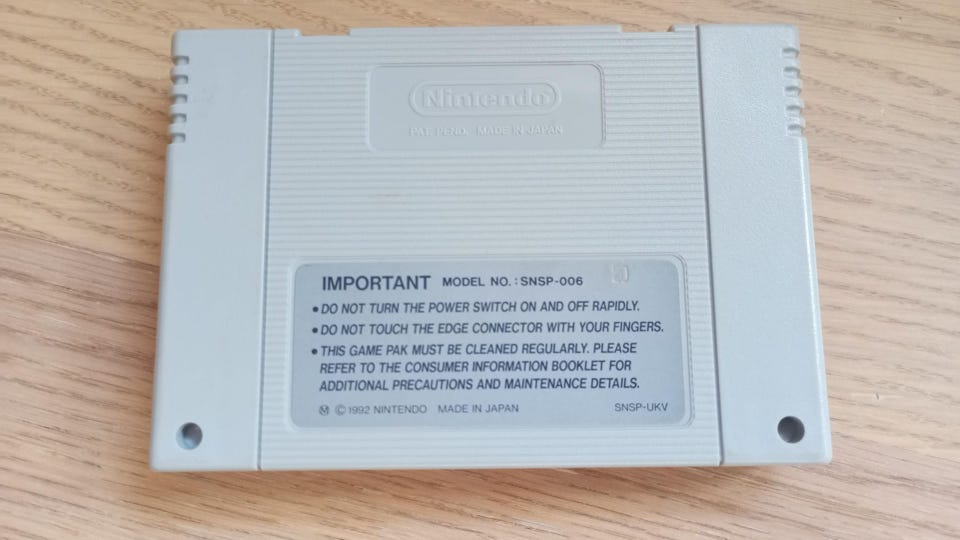 Nintendo
PAT. PEND. MADE IN JAPAN
IMPORTANT MODEL NO.: SNSP-006
• DO NOT TURN THE POWER SWITCH ON AND OFF RAPIDLY.
• DO NOT TOUCH THE EDGE CONNECTOR WITH YOUR FINGERS.
• THIS GAME PAK MUST BE CLEANED REGULARLY. PLEASE
REFER TO THE CONSUMER INFORMATION BOOKLET FOR
ADDITIONAL PRECAUTIONS AND MAINTENANCE DETAILS.
Ⓜ © 1992 NINTENDO MADE IN JAPAN SNSP-UKV